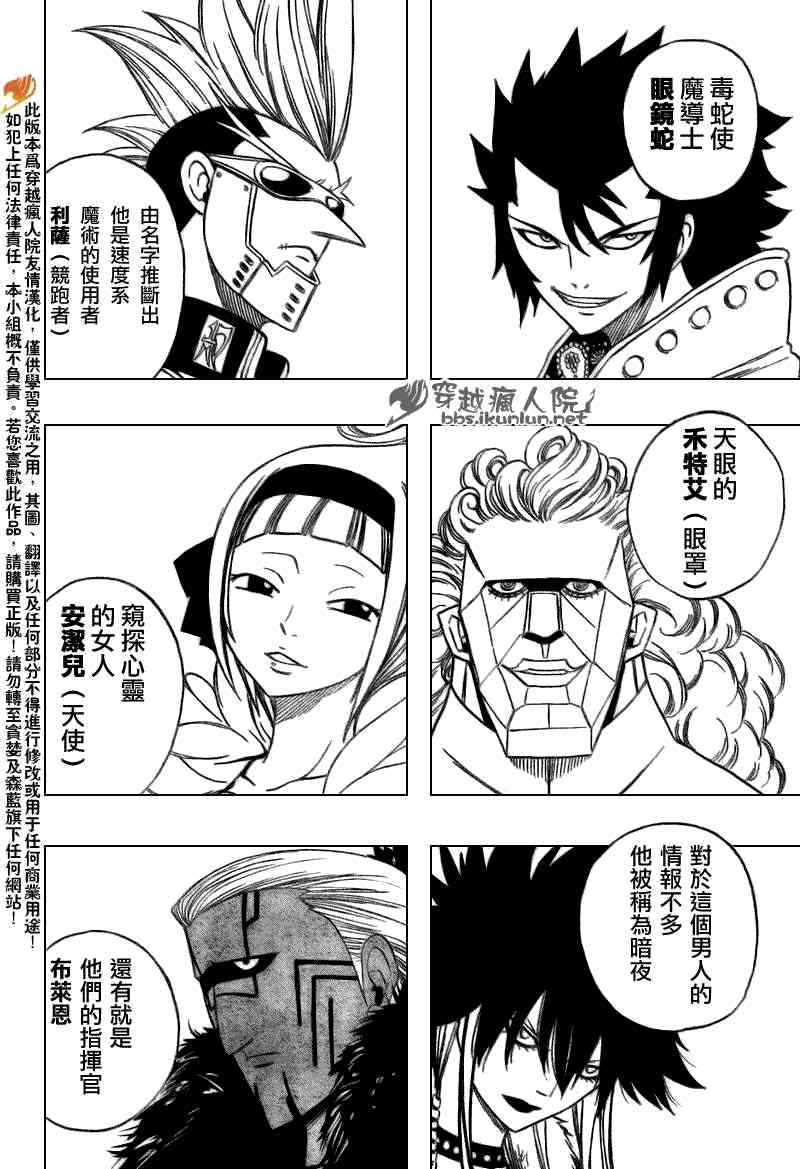 毒蛇使
魔導士
眼鏡蛇
由名字推斷出
他是速度系
魔術的使用者
利薩（競跑者）
穿越瘋人院
bbs.ikunlun.net
天眼的
禾特艾（眼罩）
窺探心靈
的女人
安潔兒（天使）
對於這個男人的
情報不多
他被稱為暗夜
還有就是
他們的指揮官
布萊恩
此版本爲穿越瘋人院友情漢化，僅供學習交流之用，其圖、翻譯以及任何部分不得進行修改或用于任何商業用途！
如犯上任何法律責任，本小組概不負責。若您喜歡此作品，請購買正版！請勿轉至貪婪及森藍旗下任何網站！